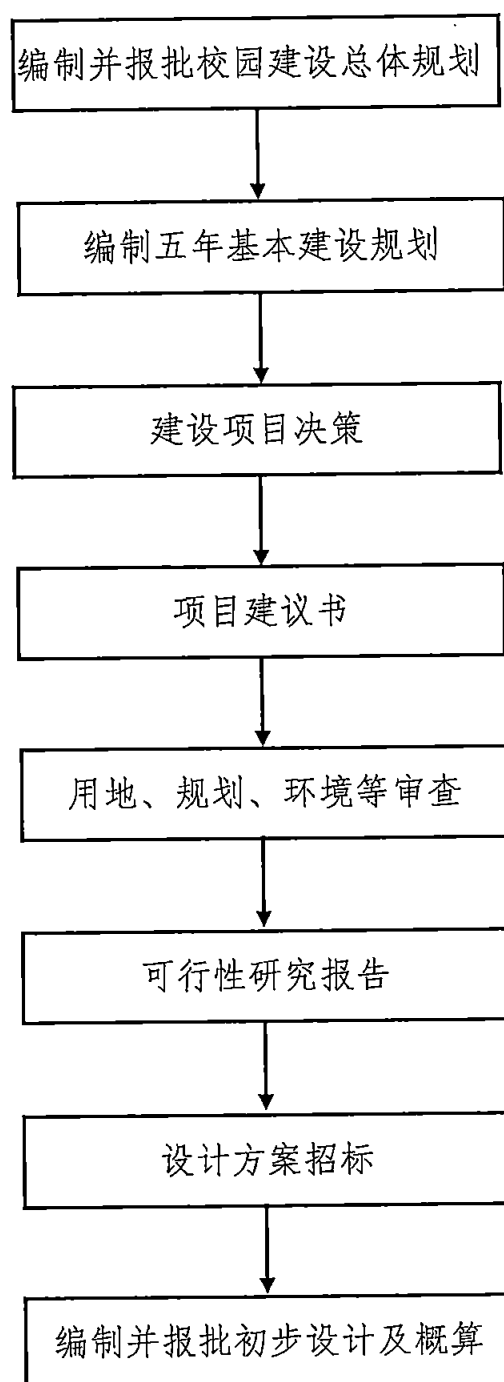 编制并报批校园建设总体规划
编制五年基本建设规划
建设项目决策
项目建议书
用地、规划、环境等审查
可行性研究报告
设计方案招标
编制并报批初步设计及概算